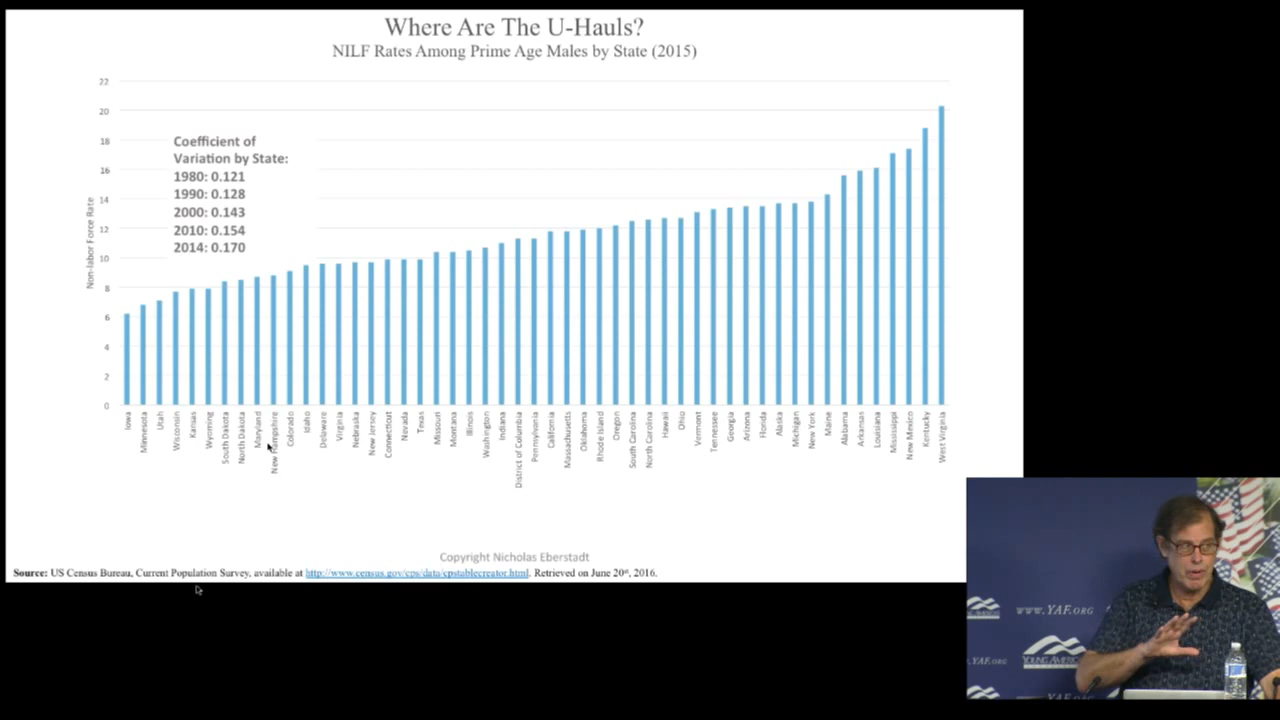 Where Are The U-Hauls?
NILF Rates Among Prime Age Males by State (2015)
22
20
18
16
14
12
10
8
6
4
2
0
Non-labor Force Rate
Coefficient of
Variation by State:
1980: 0.121
1990: 0.128
2000: 0.143
2010: 0.154
2014: 0.170
Iowa
Minnesota
Utah
Wisconsin
Kansas
Wyoming
South Dakota
North Dakota
Maryland
New Hampshire
Colorado
Idaho
Delaware
Virginia
Nebraska
New Jersey
Connecticut
Nevada
Texas
Missouri
Montana
Illinois
Washington
Indiana
District of Columbia
Pennsylvania
California
Massachusetts
Oklahoma
Rhode Island
Oregon
South Carolina
North Carolina
Hawaii
Ohio
Vermont
Tennessee
Georgia
Arizona
Florida
Alaska
Michigan
New York
Maine
Alabama
Arkansas
Louisiana
Mississippi
New Mexico
Kentucky
West Virginia
Copyright Nicholas Eberstadt
Source: US Census Bureau, Current Population Survey, available at http://www.census.gov/cps/data/cpstablecreator.html. Retrieved on June 20st, 2016.
WWW.YAF.ORG
YAF.ORG
YOUNG AMERIC